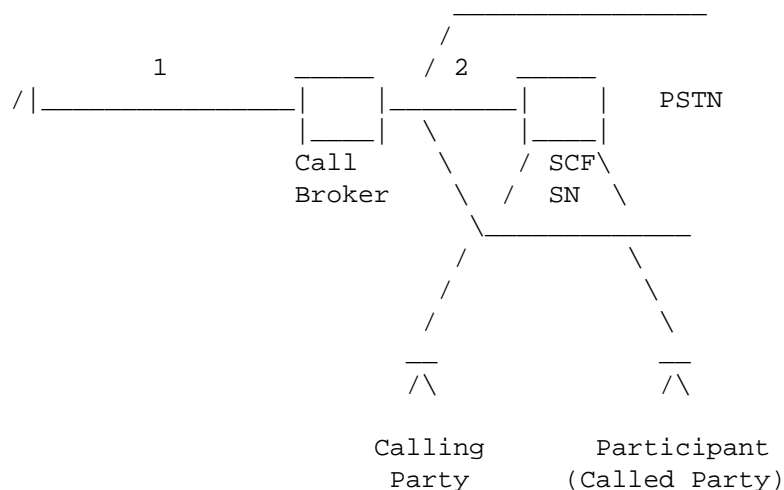 1 2
PSTN
Call SCF
Broker SN
Calling Participant
Party (Called Party)